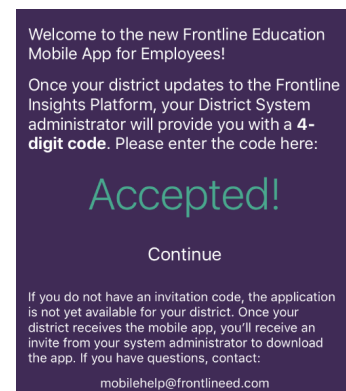 Welcome to the new Frontline Education
Mobile App for Employees!
Once your district updates to the Frontline
Insights Platform, your District System
administrator will provide you with a 4-
digit code. Please enter the code here:
Accepted!
Continue
If you do not have an invitation code, the application
is not yet available for your district. Once your
district receives the mobile app, you'll receive an
invite from your system administrator to download
the app. If you have questions, contact:
mobilehelp@frontlineed.com